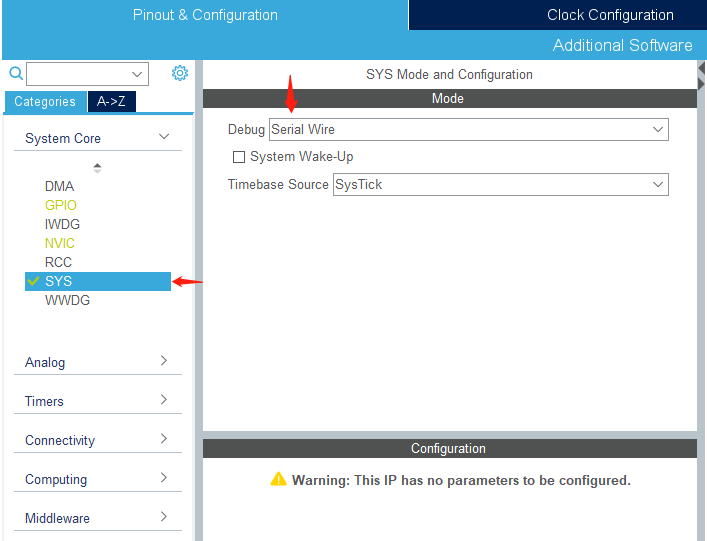 Pinout & Configuration
Clock Configuration
Additional Software
Categories
A->Z
System Core
DMA
GPIO
IWDG
NVIC
RCC
SYS
WWDG
Analog
Timers
Connectivity
Computing
Middleware
SYS Mode and Configuration
Mode
Debug Serial Wire
System Wake-Up
Timebase Source SysTick
Configuration
Warning: This IP has no parameters to be configured.